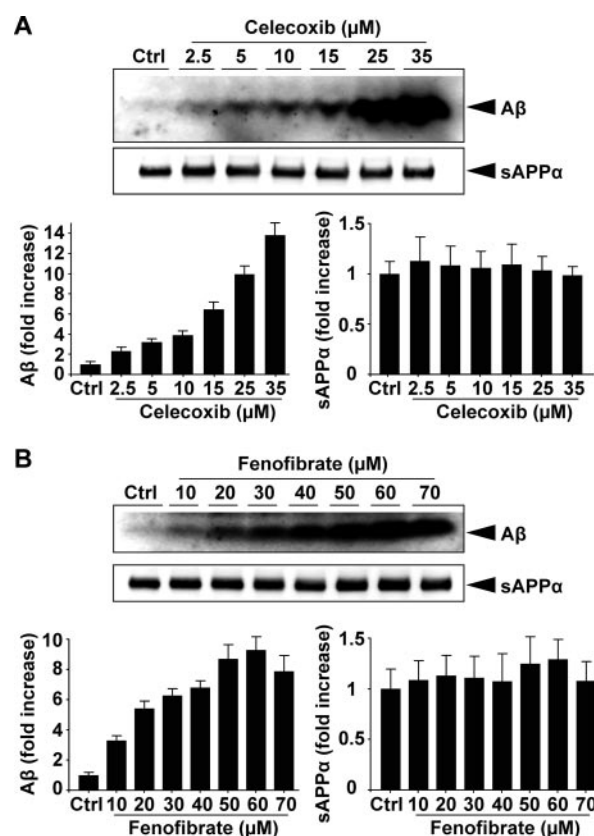 A
Celecoxib (µM)
Ctrl 2.5 5 10 15 25 35
Aβ
sAPPα
Aβ (fold increase)
14
12
10
8
6
4
2
0
Ctrl 2.5 5 10 15 25 35
Celecoxib (µM)
sAPPα (fold increase)
1.5
1
0.5
0
Ctrl 2.5 5 10 15 25 35
Celecoxib (µM)
B
Fenofibrate (µM)
Ctrl 10 20 30 40 50 60 70
Aβ
sAPPα
Aβ (fold increase)
10
8
6
4
2
0
Ctrl 10 20 30 40 50 60 70
Fenofibrate (µM)
sAPPα (fold increase)
1.5
1
0.5
0
Ctrl 10 20 30 40 50 60 70
Fenofibrate (µM)